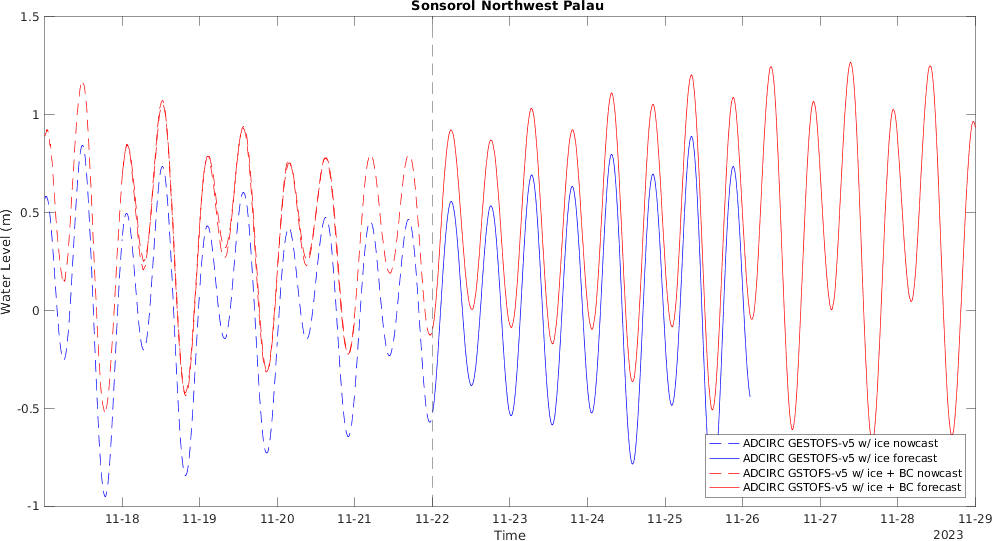 Sonsorol Northwest Palau
1.5
1
0.5
0
-0.5
-1
Water Level (m)
ADCIRC GESTOFS-v5 w/ ice nowcast
ADCIRC GESTOFS-v5 w/ ice forecast
ADCIRC GSTOFS-v5 w/ ice + BC nowcast
ADCIRC GSTOFS-v5 w/ ice + BC forecast
11-18 11-19 11-20 11-21 11-22 11-23 11-24 11-25 11-26 11-27 11-28 11-29
Time
2023